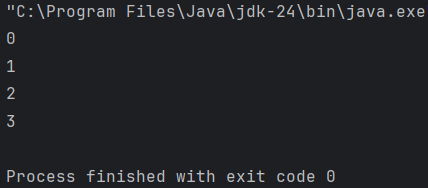 "C:\Program Files\Java\jdk-24\bin\java.exe
0
1
2
3
Process finished with exit code 0